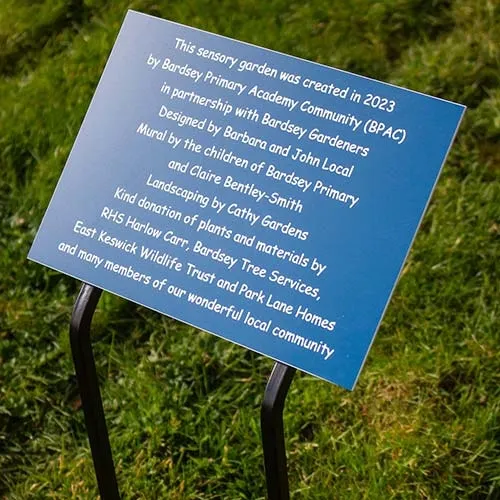 This sensory garden was created in 2023
by Bardsey Primary Academy Community (BPAC)
in partnership with Bardsey Gardeners
Designed by Barbara and John Local
Mural by the children of Bardsey Primary
and Claire Bentley-Smith
Landscaping by Cathy Gardens
Kind donation of plants and materials by
RHS Harlow Carr, Bardsey Tree Services,
East Keswick Wildlife Trust and Park Lane Homes
and many members of our wonderful local community